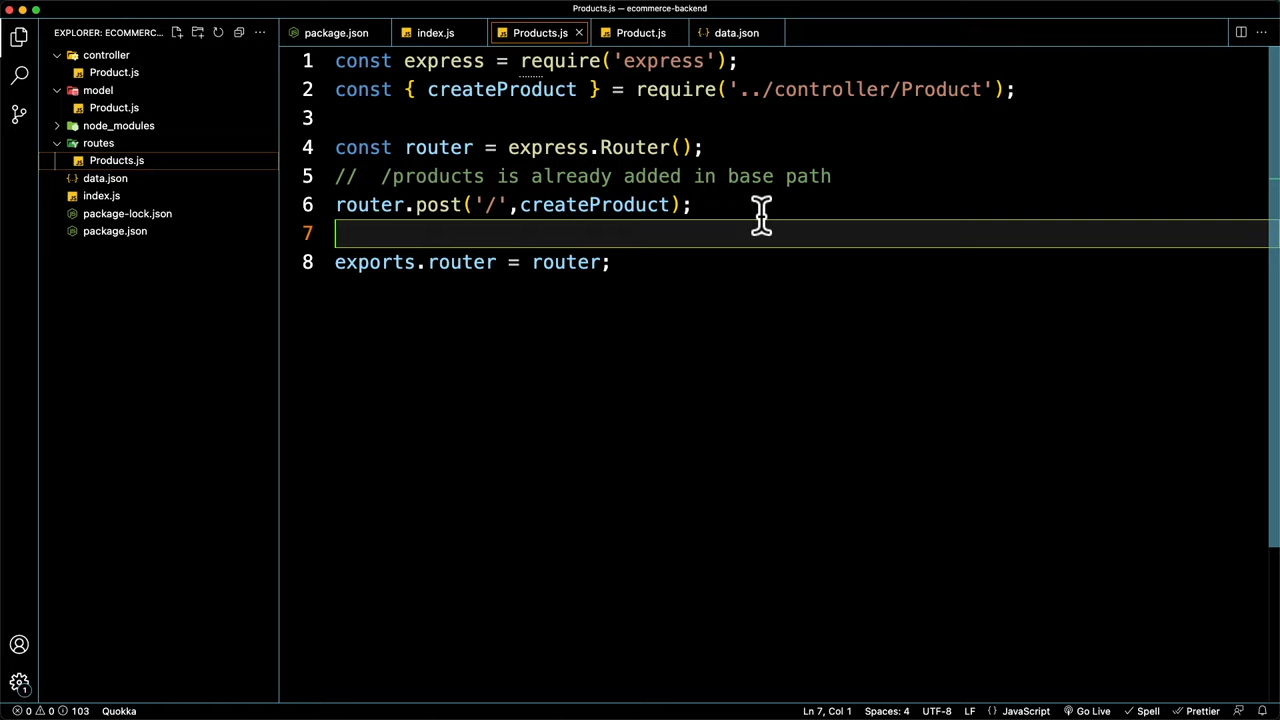 Products.js — ecommerce-backend
EXPLORER: ECOMMERC...
package.json
index.js
Products.js
Product.js
data.json
controller
Product.js
model
Product.js
node_modules
routes
Products.js
data.json
index.js
package-lock.json
package.json
1 const express = require('express');
2 const { createProduct } = require('../controller/Product');
3
4 const router = express.Router();
5 //  /products is already added in base path
6 router.post('/',createProduct);
7
8 exports.router = router;
0 0 103 Quokka Ln 7, Col 1 Spaces: 4 UTF-8 LF {} JavaScript Go Live Spell Prettier